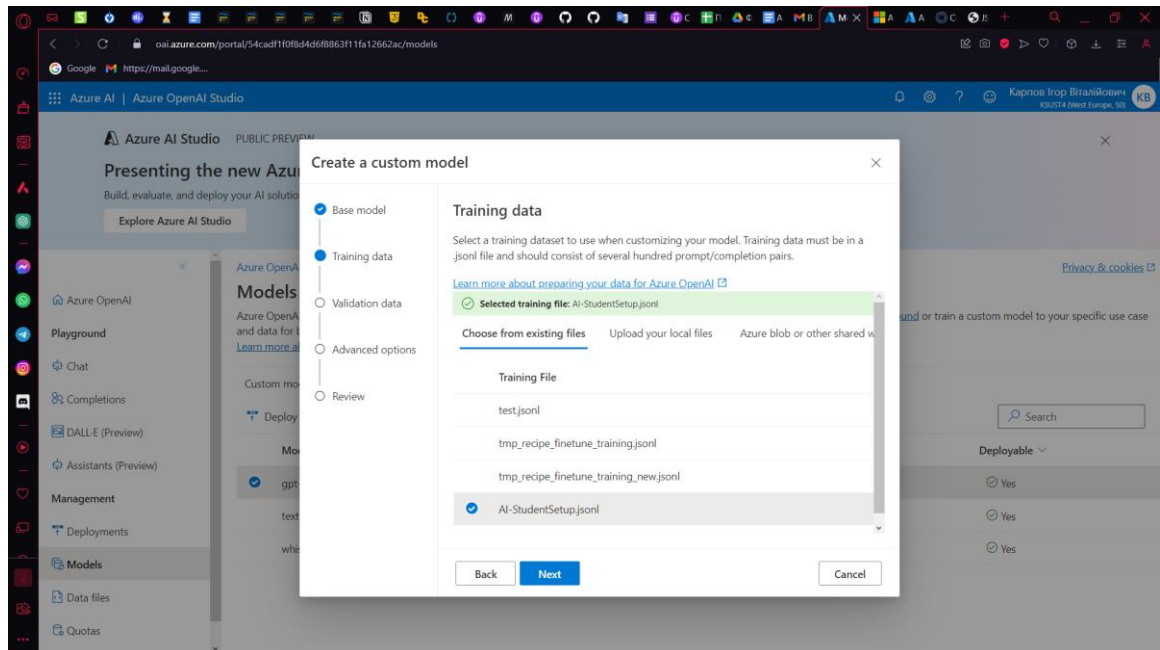 oai.azure.com/portal/54cadf1f0f8d4d6f8863f11fa12662ac/models
Google
https://mail.google....
Azure AI | Azure OpenAI Studio
Карпов Ігор Віталійович
KSUST4 (West Europe, S0)
KB
Azure AI Studio PUBLIC PREVIEW
Presenting the new Azu
Build, evaluate, and deploy your AI solutio
Explore Azure AI Studio
Create a custom model
Base model
Training data
Validation data
Advanced options
Review
Training data
Select a training dataset to use when customizing your model. Training data must be in a
.jsonl file and should consist of several hundred prompt/completion pairs.
Learn more about preparing your data for Azure OpenAI
Selected training file: AI-StudentSetup.jsonl
Choose from existing files
Upload your local files
Azure blob or other shared w
Training File
test.jsonl
tmp_recipe_finetune_training.jsonl
tmp_recipe_finetune_training_new.jsonl
AI-StudentSetup.jsonl
Back
Next
Cancel
Azure OpenAI
Playground
Chat
Completions
DALL·E (Preview)
Assistants (Preview)
Management
Deployments
Models
Data files
Quotas
Azure OpenA
Privacy & cookies
Models
Azure OpenA
and data for
Learn more a
or train a custom model to your specific use case
Custom mo
Deploy
Search
Mo
Deployable
gpt-
Yes
text
Yes
whis
Yes